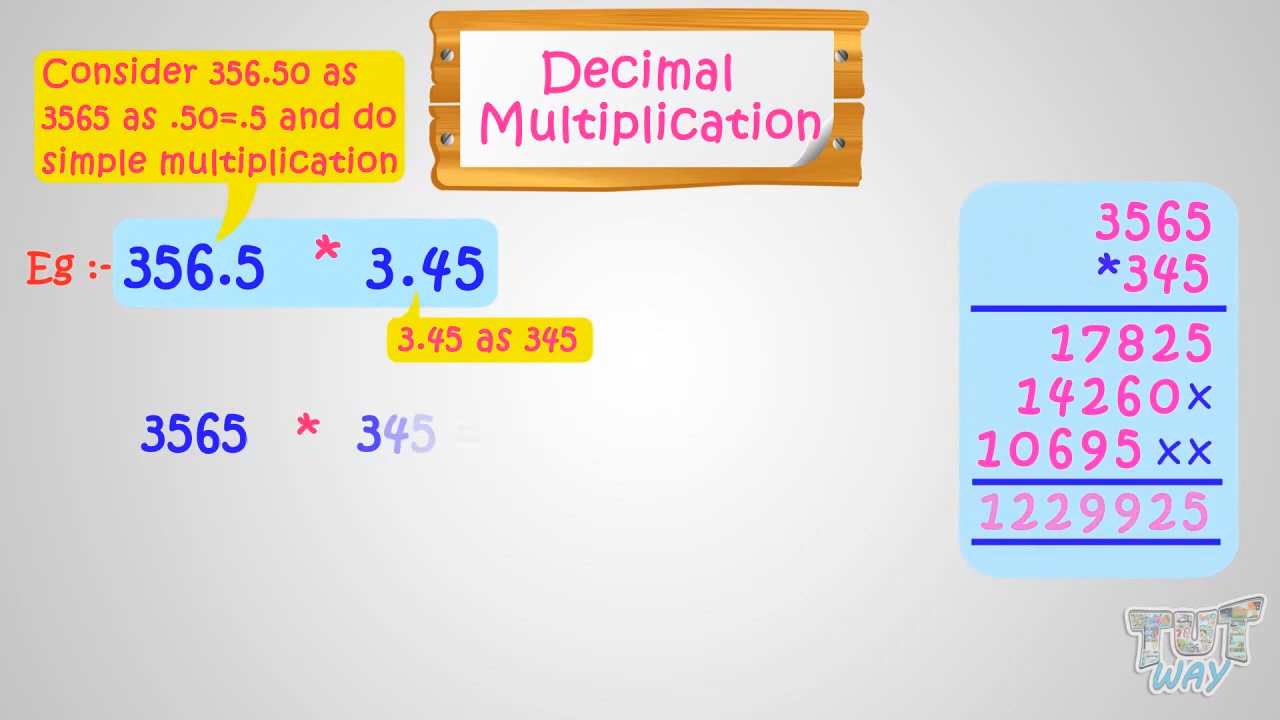 Decimal
Multiplication
Consider 356.50 as
3565 as .50=.5 and do
simple multiplication
Eg :- 356.5 * 3.45
3.45 as 345
3565 * 345 =
3565
*345
17825
14260×
10695 ××
1229925
TUT
WAY